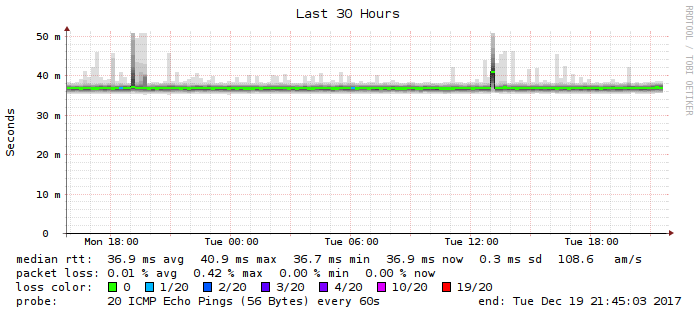 Last 30 Hours
RRDTOOL / TOBI OETIKER
Seconds
50 m
40 m
30 m
20 m
10 m
0
Mon 18:00 Tue 00:00 Tue 06:00 Tue 12:00 Tue 18:00
median rtt: 36.9 ms avg 40.9 ms max 36.7 ms min 36.9 ms now 0.3 ms sd 108.6 am/s
packet loss: 0.01 % avg 0.42 % max 0.00 % min 0.00 % now
loss color: 0 1/20 2/20 3/20 4/20 10/20 19/20
probe: 20 ICMP Echo Pings (56 Bytes) every 60s end: Tue Dec 19 21:45:03 2017